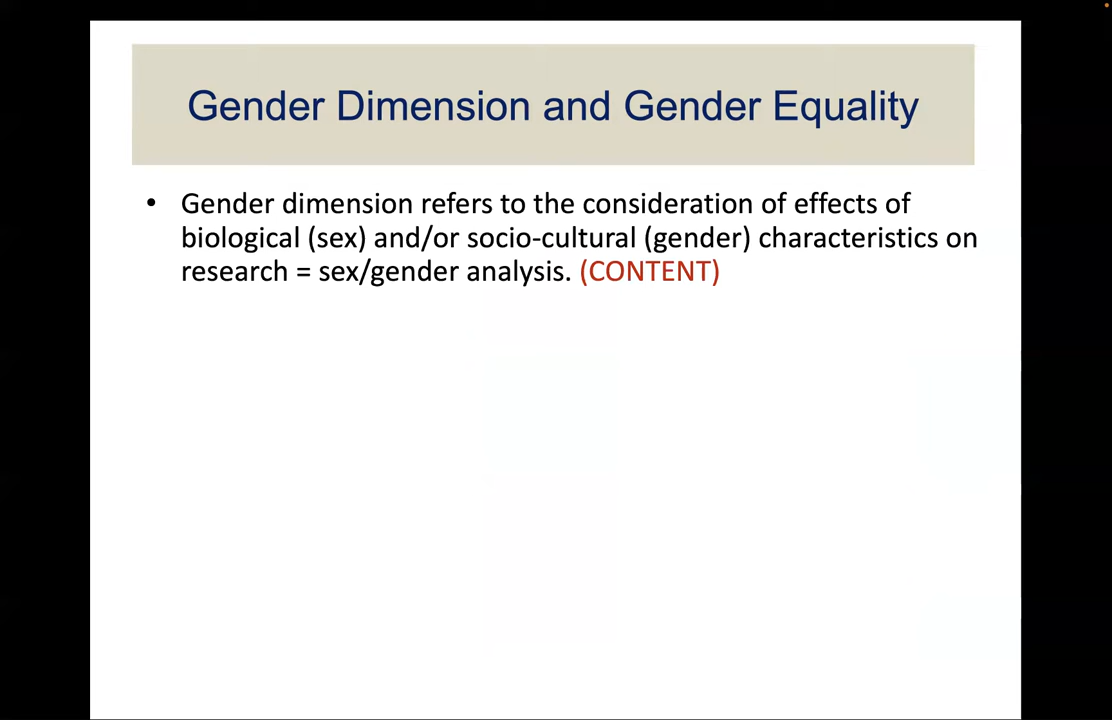 Gender Dimension and Gender Equality
• Gender dimension refers to the consideration of effects of
biological (sex) and/or socio-cultural (gender) characteristics on
research = sex/gender analysis. (CONTENT)